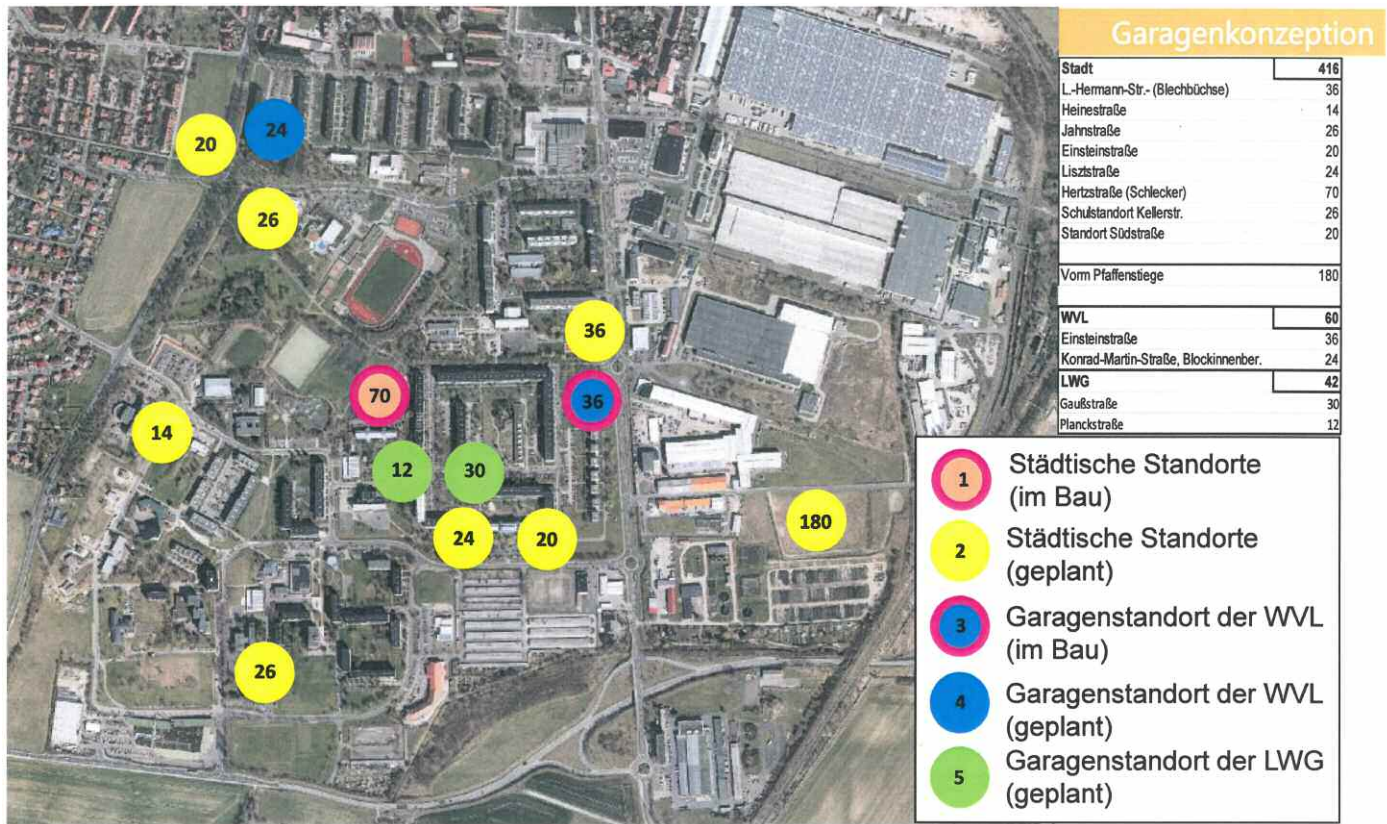 Garagenkonzeption
Stadt 416
L.-Hermann-Str.- (Blechbüchse) 36
Heinestraße 14
Jahnstraße 26
Einsteinstraße 20
Lisztstraße 24
Hertzstraße (Schlecker) 70
Schulstandort Kellerstr. 26
Standort Südstraße 20
Vorm Pfaffenstiege 180
WVL 60
Einsteinstraße 36
Konrad-Martin-Straße, Blockinnenber. 24
LWG 42
Gaußstraße 30
Planckstraße 12
20
24
26
36
70
36
14
12
30
24
20
180
26
1 Städtische Standorte
(im Bau)
2 Städtische Standorte
(geplant)
3 Garagenstandort der WVL
(im Bau)
4 Garagenstandort der WVL
(geplant)
5 Garagenstandort der LWG
(geplant)